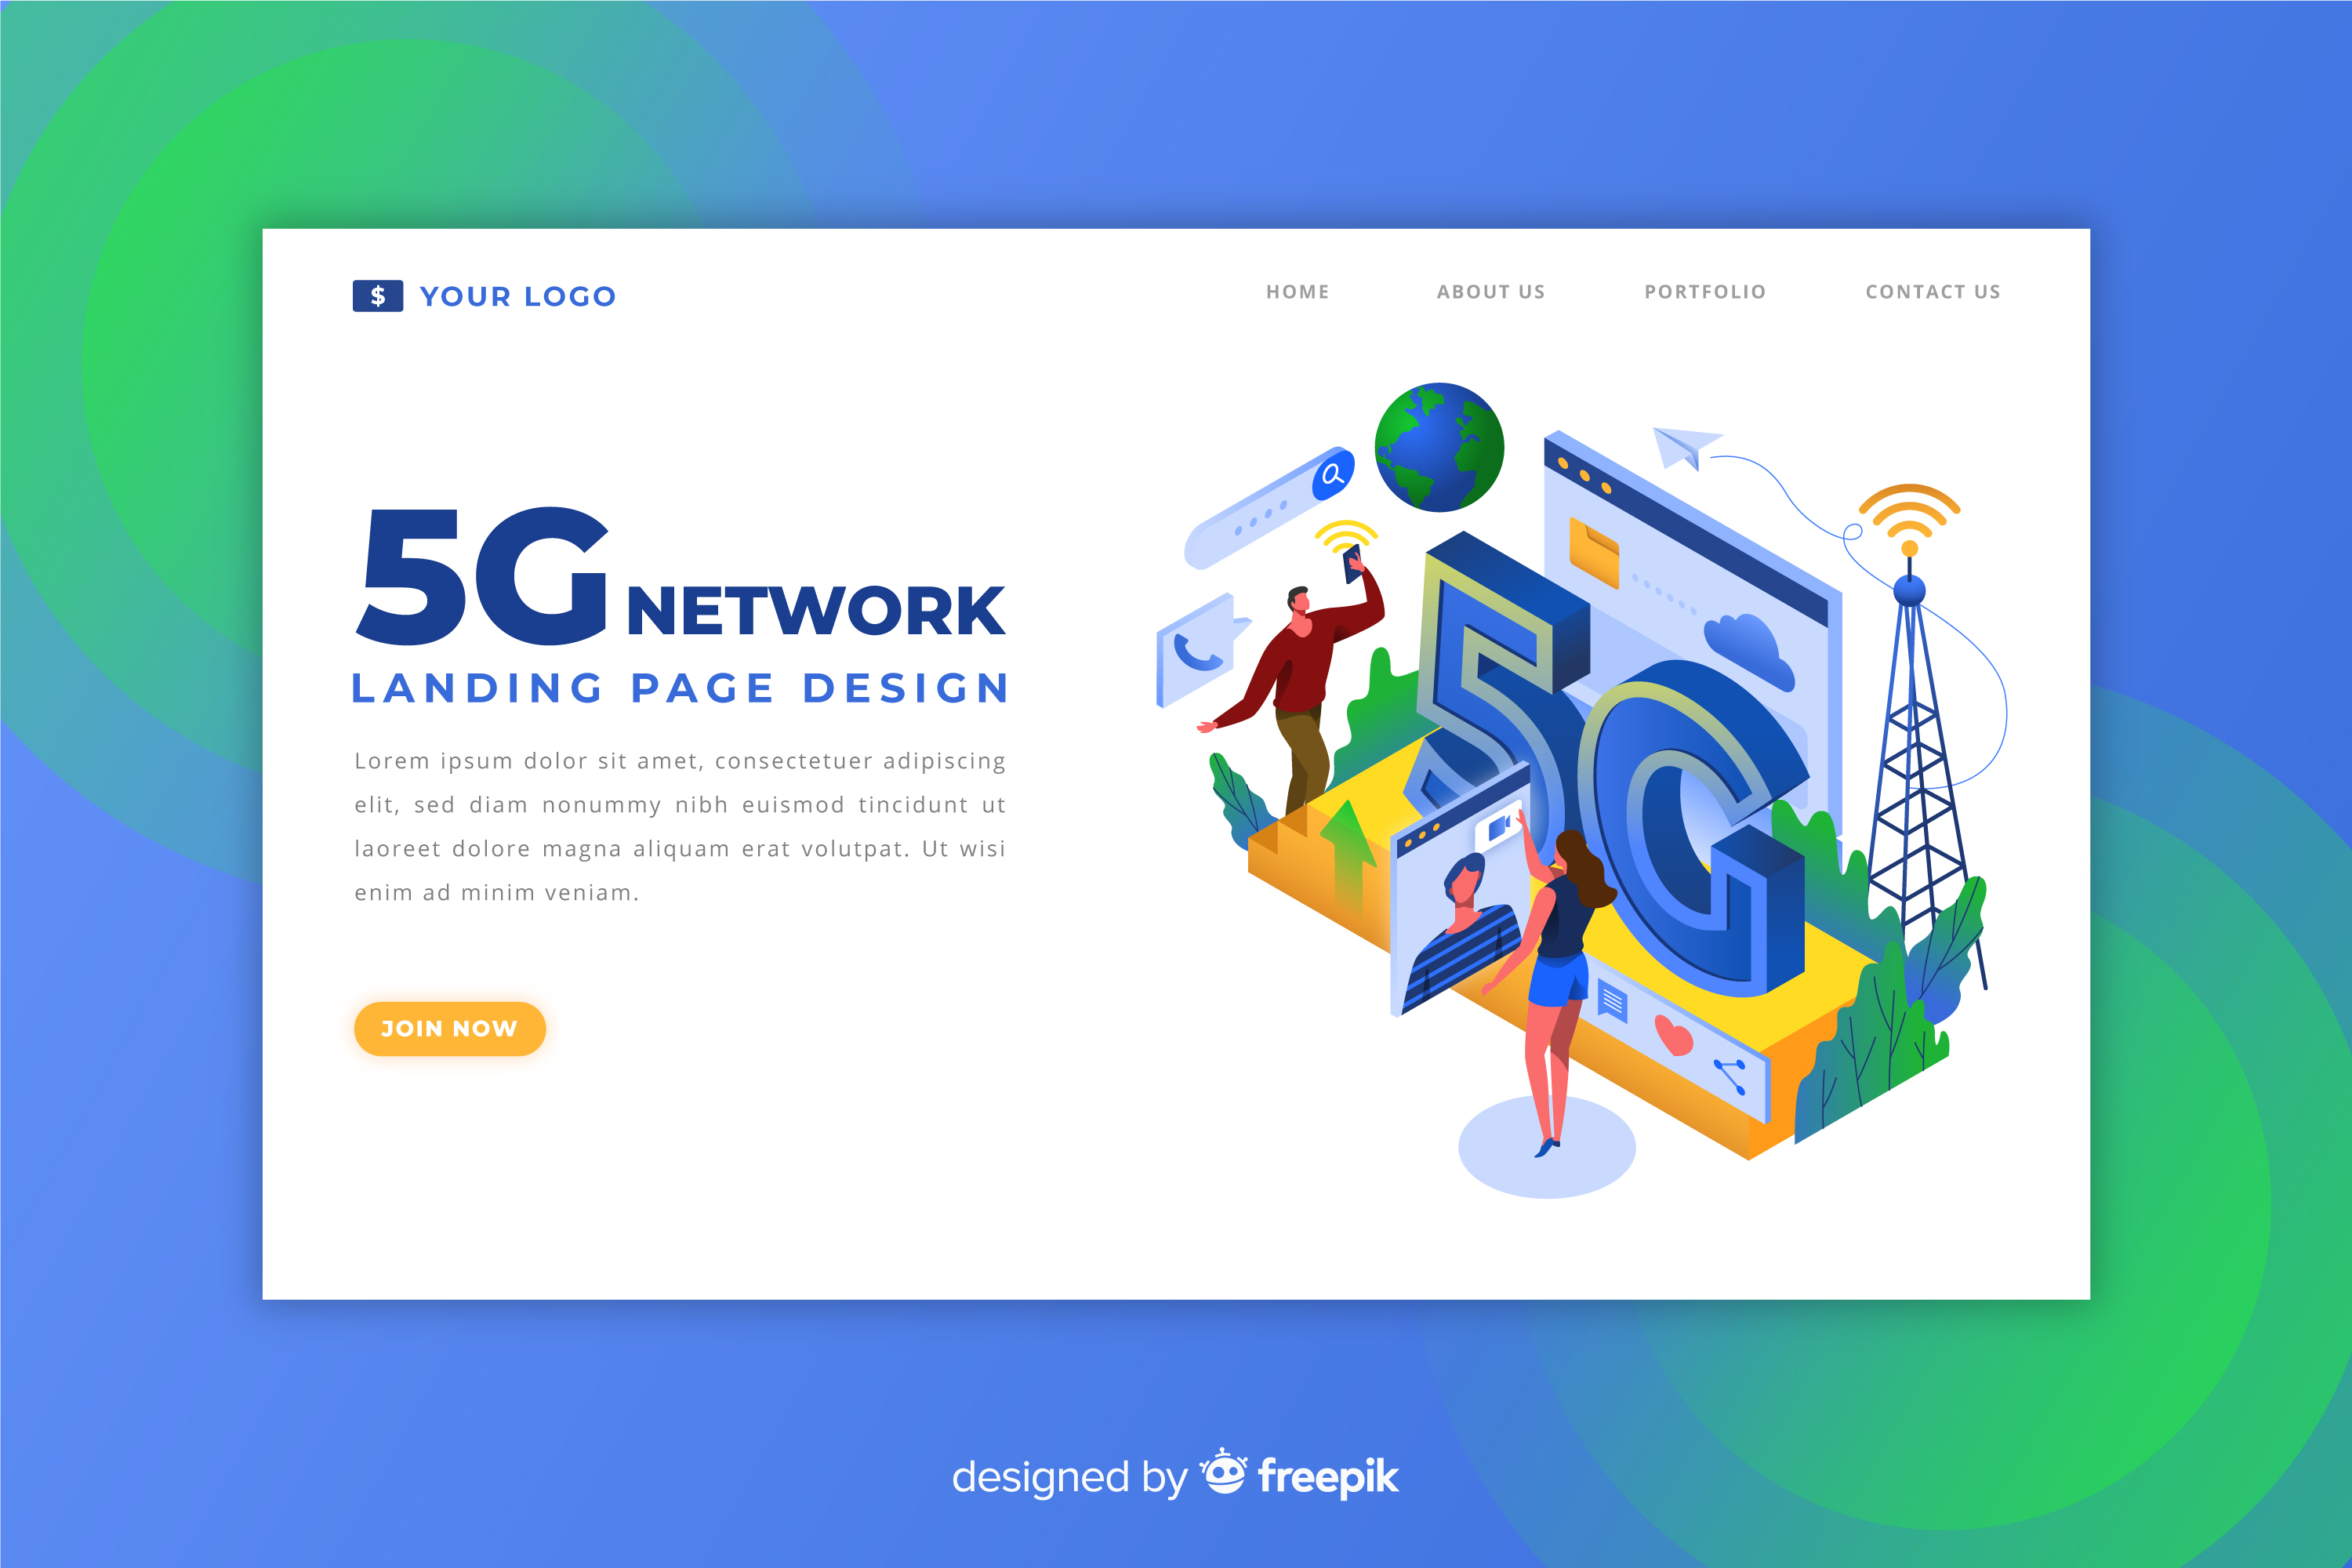 $ YOUR LOGO
HOME ABOUT US PORTFOLIO CONTACT US
5G NETWORK
LANDING PAGE DESIGN
Lorem ipsum dolor sit amet, consectetuer adipiscing
elit, sed diam nonummy nibh euismod tincidunt ut
laoreet dolore magna aliquam erat volutpat. Ut wisi
enim ad minim veniam.
JOIN NOW
5G
designed by freepik